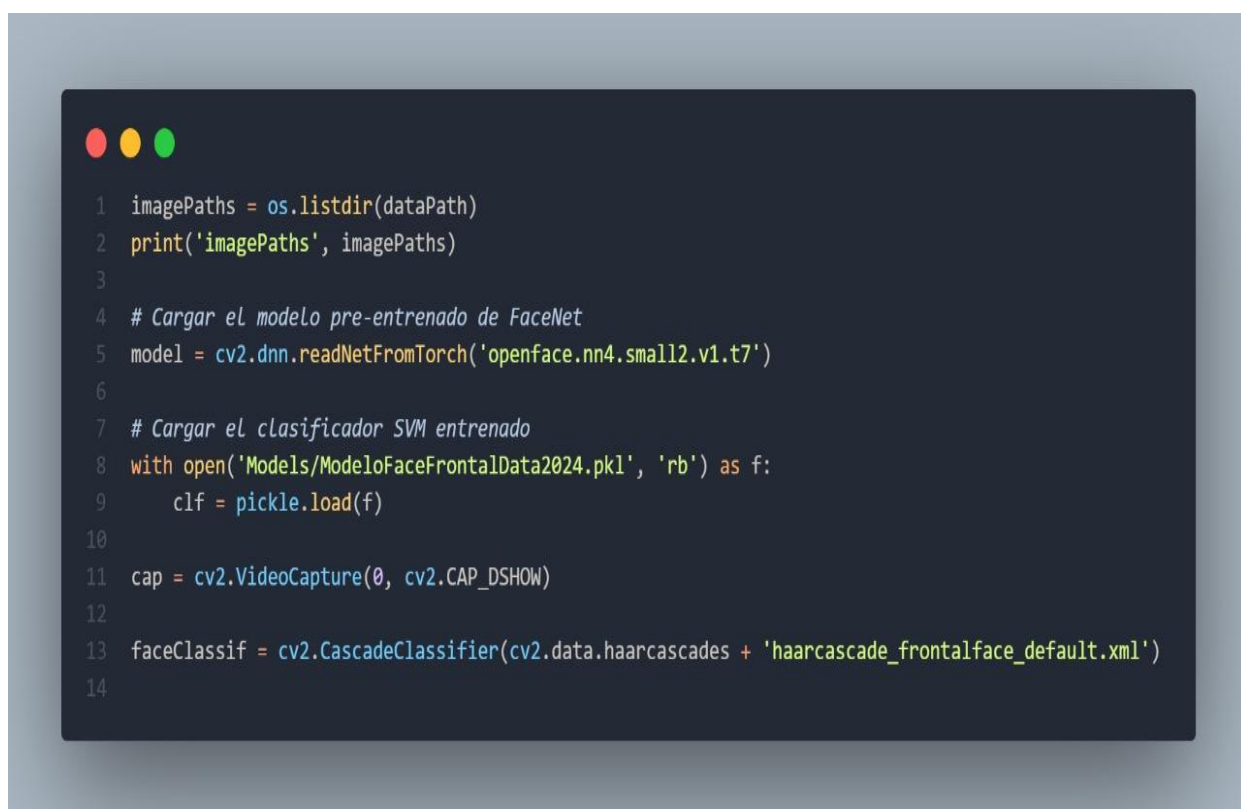 1 imagePaths = os.listdir(dataPath)
2 print('imagePaths', imagePaths)
3
4 # Cargar el modelo pre-entrenado de FaceNet
5 model = cv2.dnn.readNetFromTorch('openface.nn4.small2.v1.t7')
6
7 # Cargar el clasificador SVM entrenado
8 with open('Models/ModeloFaceFrontalData2024.pkl', 'rb') as f:
9     clf = pickle.load(f)
10
11 cap = cv2.VideoCapture(0, cv2.CAP_DSHOW)
12
13 faceClassif = cv2.CascadeClassifier(cv2.data.haarcascades + 'haarcascade_frontalface_default.xml')
14